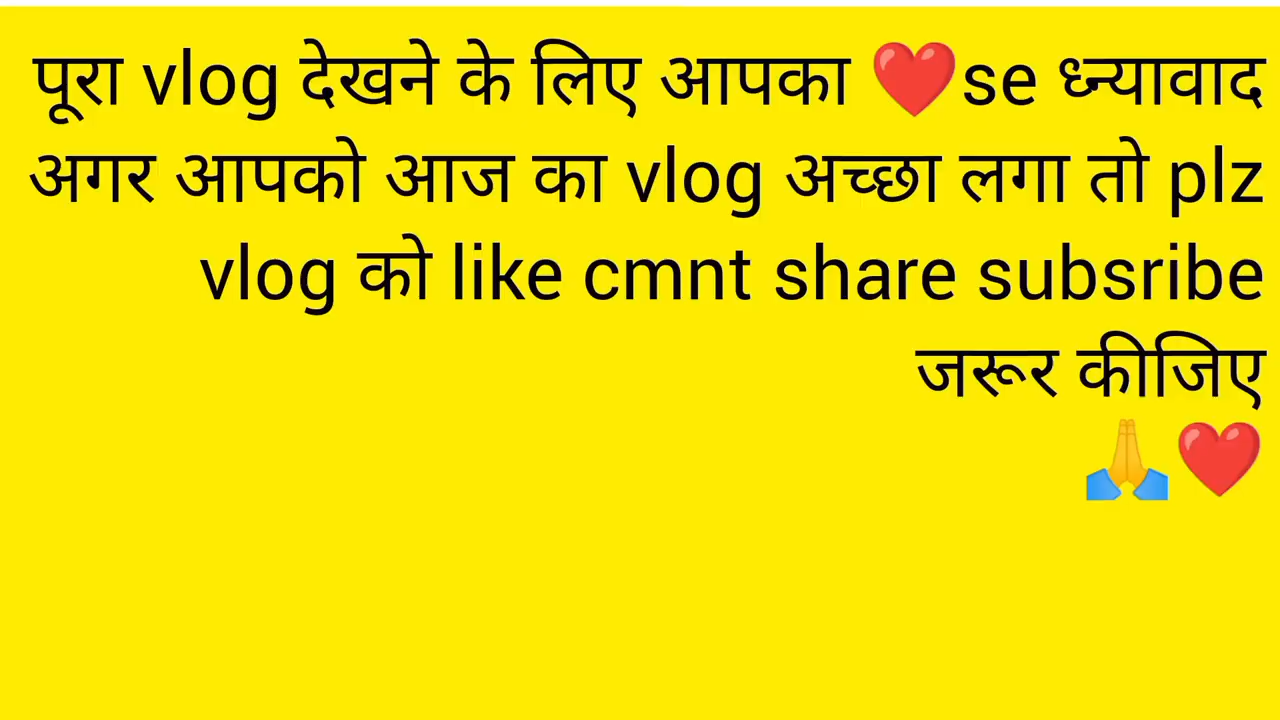 पूरा vlog देखने के लिए आपका ❤️se ध्न्यावाद
अगर आपको आज का vlog अच्छा लगा तो plz
vlog को like cmnt share subsribe
जरूर कीजिए
🙏❤️